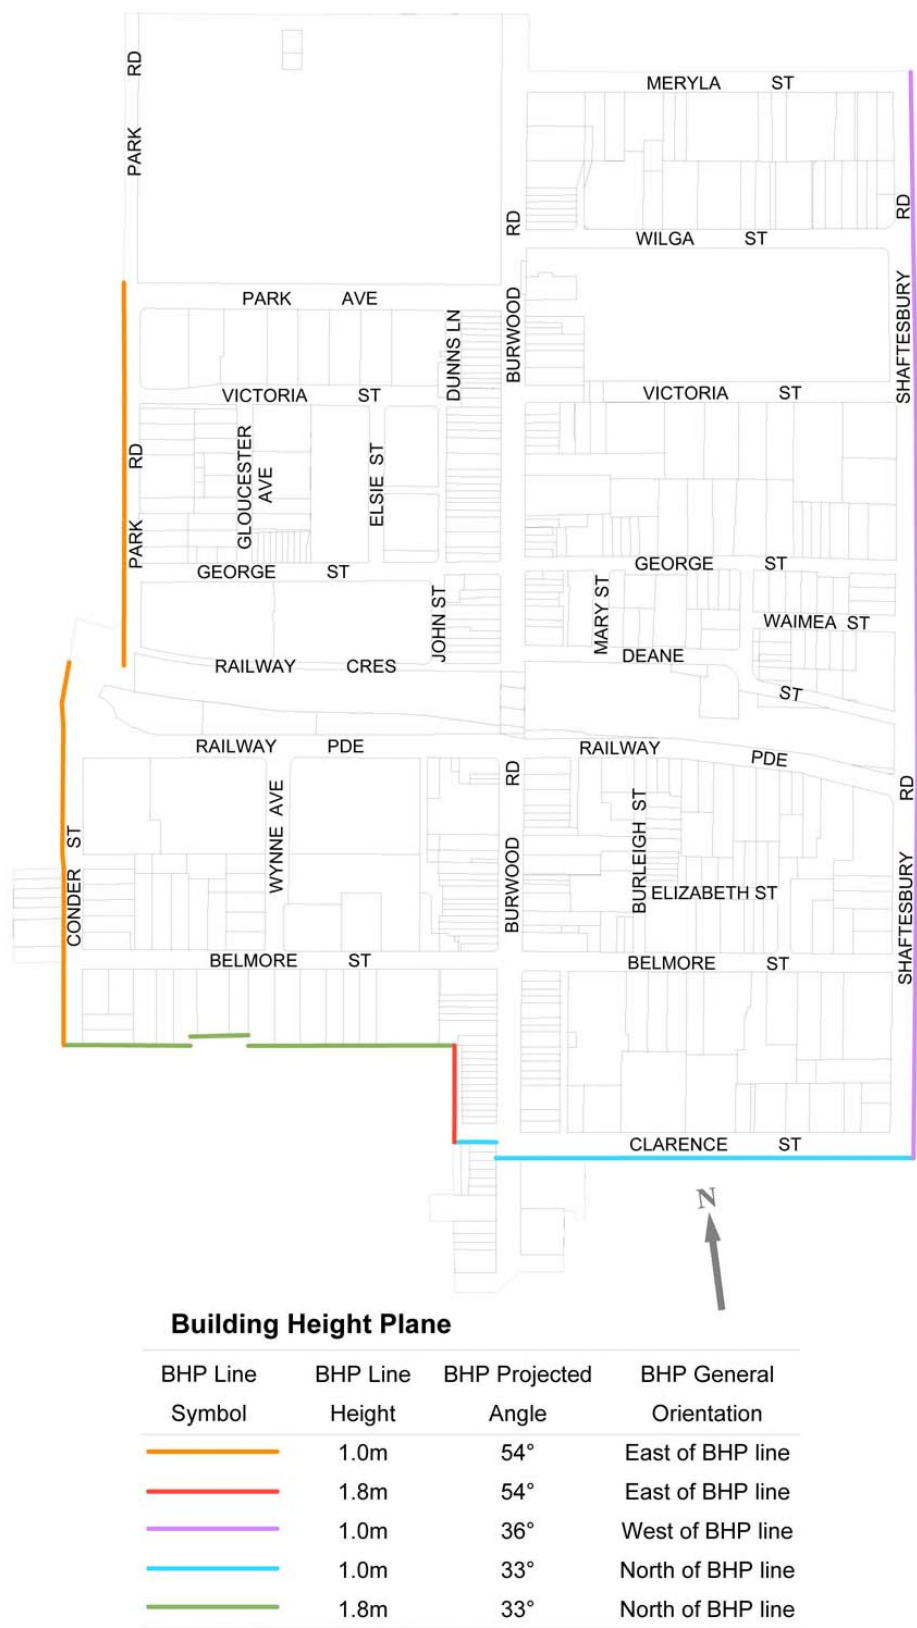 MERYLA ST
PARK RD
BURWOOD RD
SHAFTESBURY RD
WILGA ST
PARK AVE
DUNNS LN
VICTORIA ST
VICTORIA ST
PARK RD
GLOUCESTER
AVE
ELSIE ST
GEORGE ST
GEORGE ST
JOHN ST
MARY ST
WAIMEA ST
RAILWAY CRES
DEANE
ST
RAILWAY PDE
RAILWAY PDE
CONDER ST
WYNNE AVE
BURWOOD RD
BURLEIGH ST
SHAFTESBURY RD
ELIZABETH ST
BELMORE ST
BELMORE ST
CLARENCE ST
N
Building Height Plane
BHP Line BHP Line BHP Projected BHP General
Symbol Height Angle Orientation
1.0m 54° East of BHP line
1.8m 54° East of BHP line
1.0m 36° West of BHP line
1.0m 33° North of BHP line
1.8m 33° North of BHP line